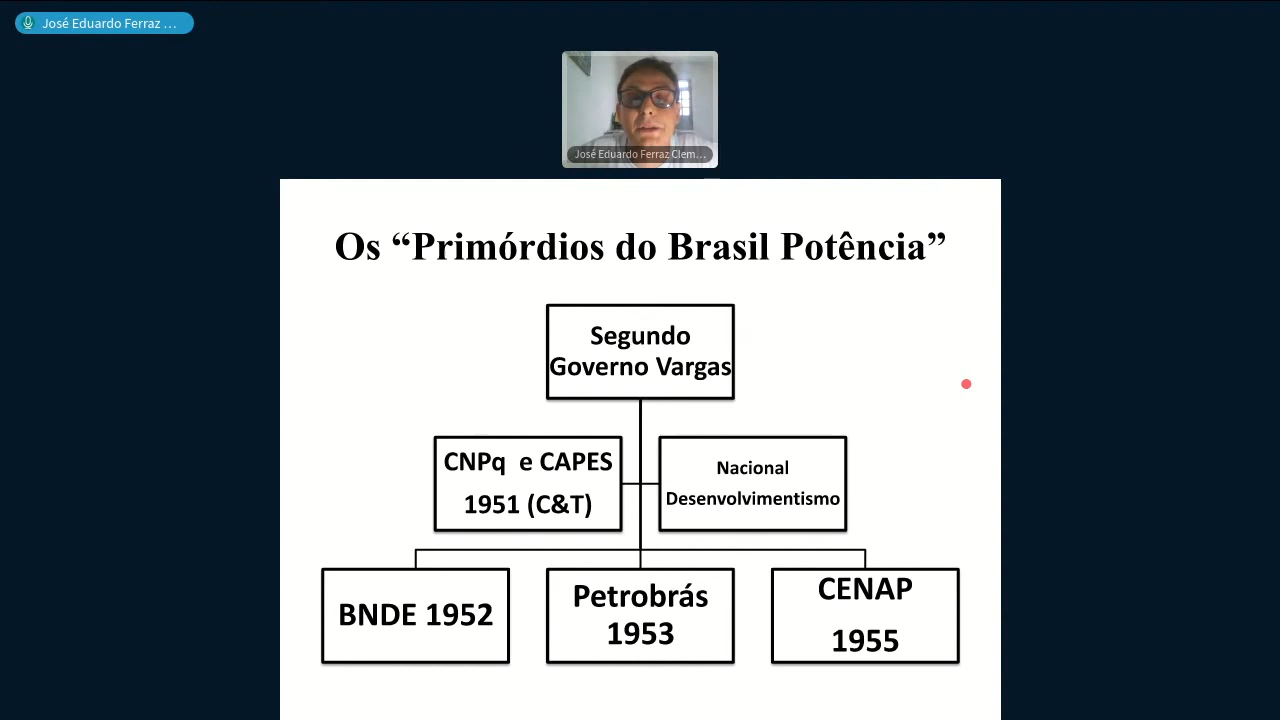 José Eduardo Ferraz ...
José Eduardo Ferraz Clem...
Os “Primórdios do Brasil Potência”
Segundo
Governo Vargas
CNPq e CAPES
1951 (C&T)
Nacional
Desenvolvimentismo
BNDE 1952
Petrobrás
1953
CENAP
1955